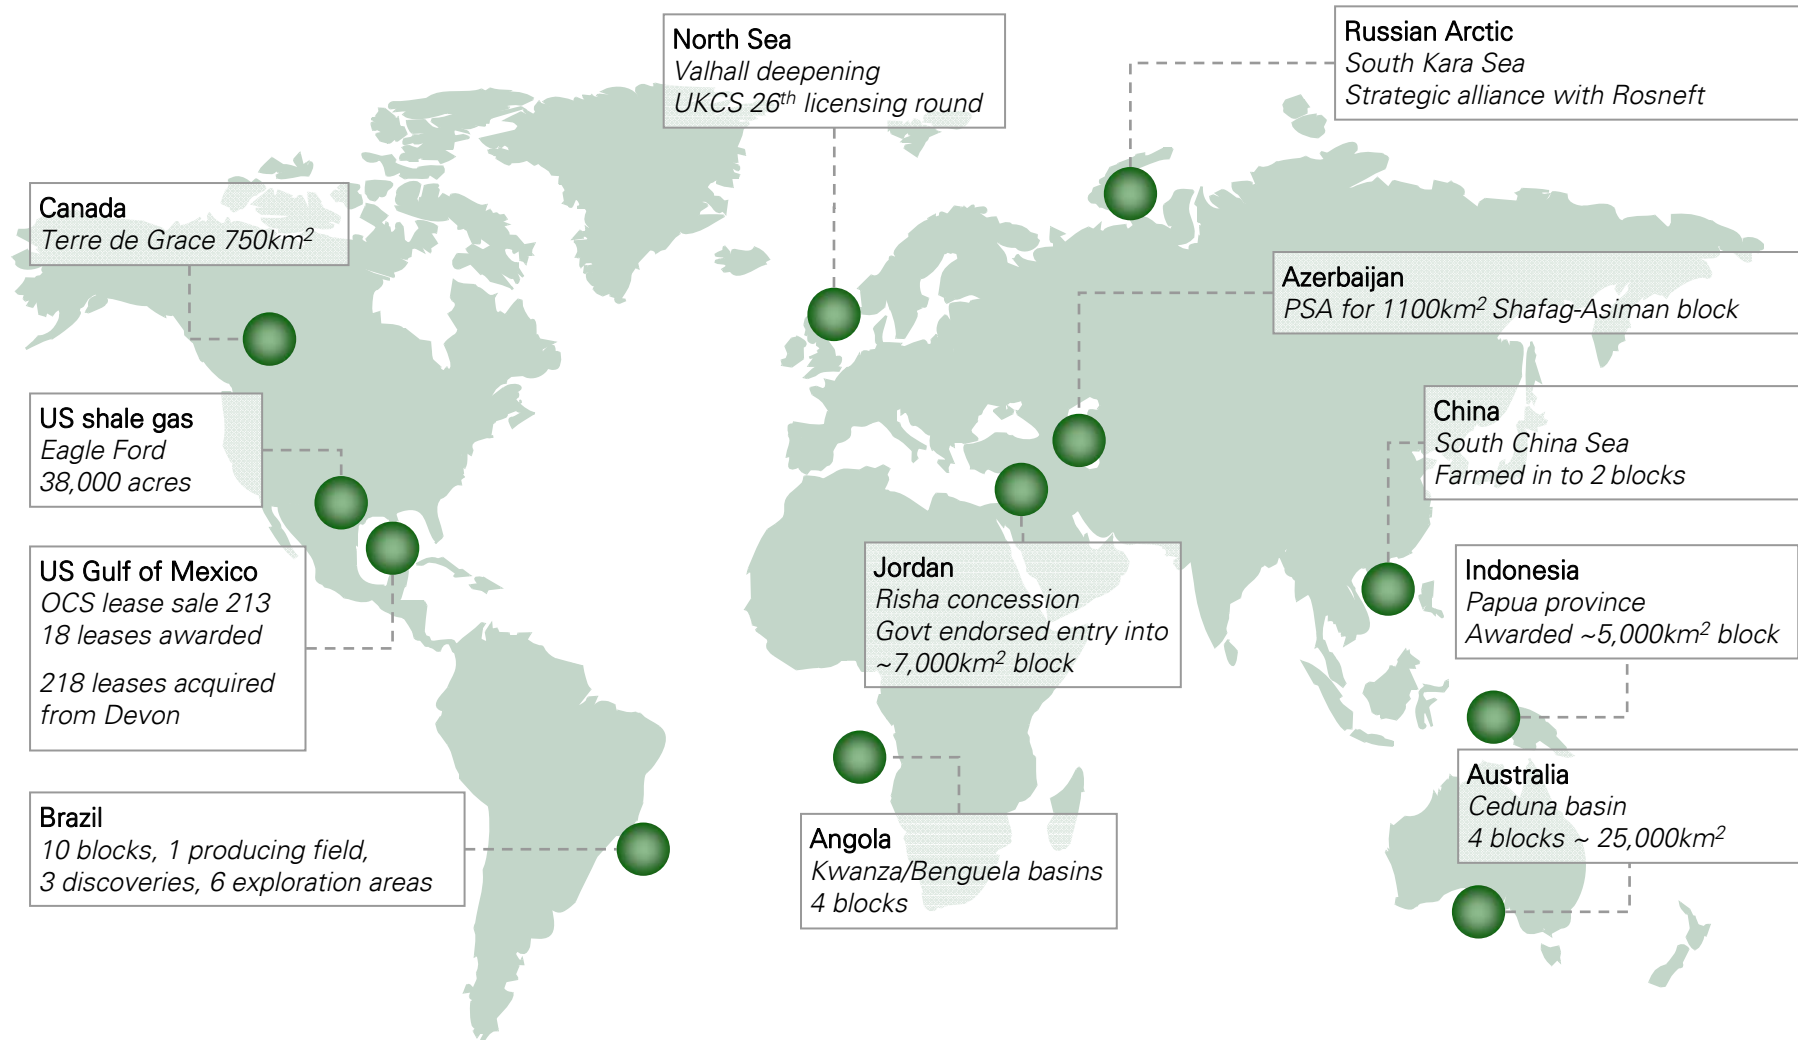 North Sea
Valhall deepening
UKCS 26th licensing round
Russian Arctic
South Kara Sea
Strategic alliance with Rosneft
Canada
Terre de Grace 750km²
Azerbaijan
PSA for 1100km² Shafag-Asiman block
US shale gas
Eagle Ford
38,000 acres
China
South China Sea
Farmed in to 2 blocks
US Gulf of Mexico
OCS lease sale 213
18 leases awarded
218 leases acquired
from Devon
Jordan
Risha concession
Govt endorsed entry into
~7,000km² block
Indonesia
Papua province
Awarded ~5,000km² block
Australia
Ceduna basin
4 blocks ~ 25,000km²
Brazil
10 blocks, 1 producing field,
3 discoveries, 6 exploration areas
Angola
Kwanza/Benguela basins
4 blocks